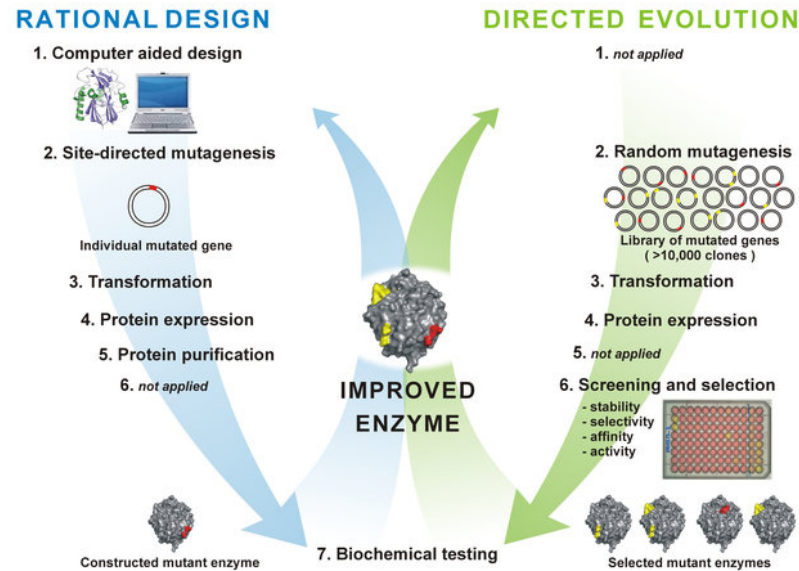 RATIONAL DESIGN
1. Computer aided design
2. Site-directed mutagenesis
Individual mutated gene
3. Transformation
4. Protein expression
5. Protein purification
6. not applied
Constructed mutant enzyme
IMPROVED
ENZYME
7. Biochemical testing
DIRECTED EVOLUTION
1. not applied
2. Random mutagenesis
Library of mutated genes
( >10,000 clones )
3. Transformation
4. Protein expression
5. not applied
6. Screening and selection
- stability
- selectivity
- affinity
- activity
Selected mutant enzymes